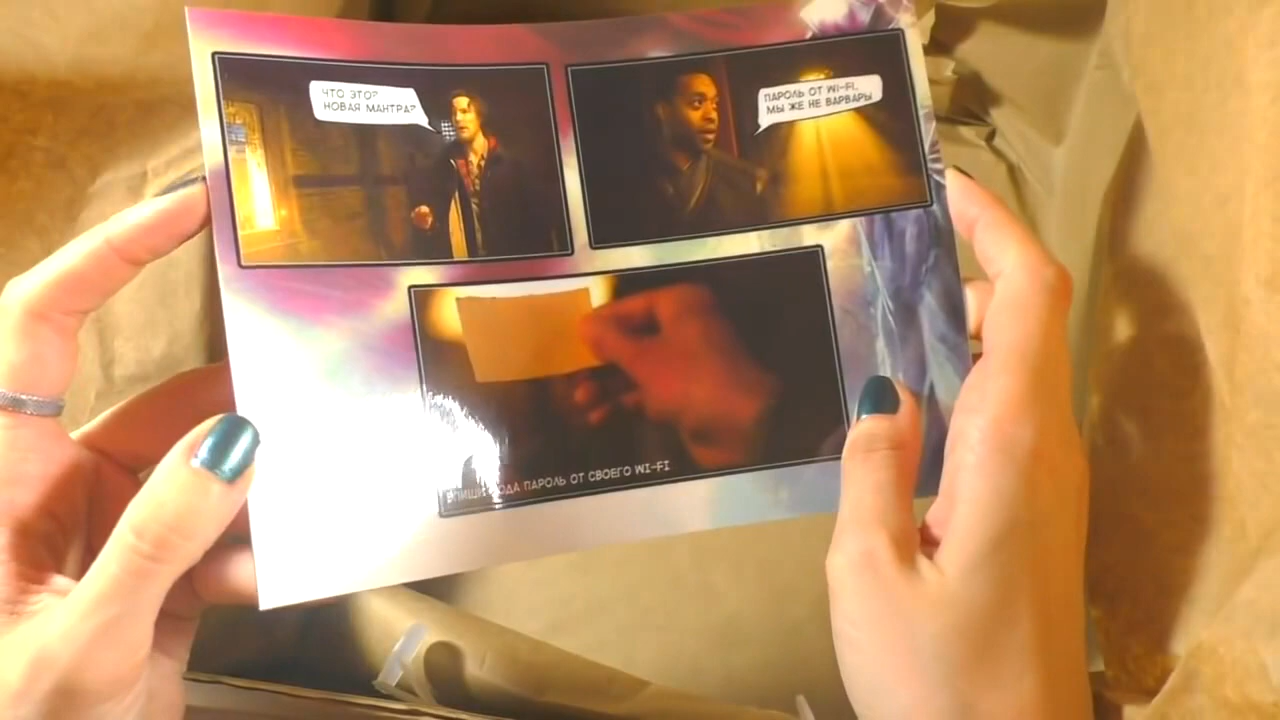 ЧТО ЭТО?
НОВАЯ МАНТРА?
ПАРОЛЬ ОТ WI-FI.
МЫ ЖЕ НЕ ВАРВАРЫ
ПАРОЛЬ ОТ СВОЕГО WI-FI